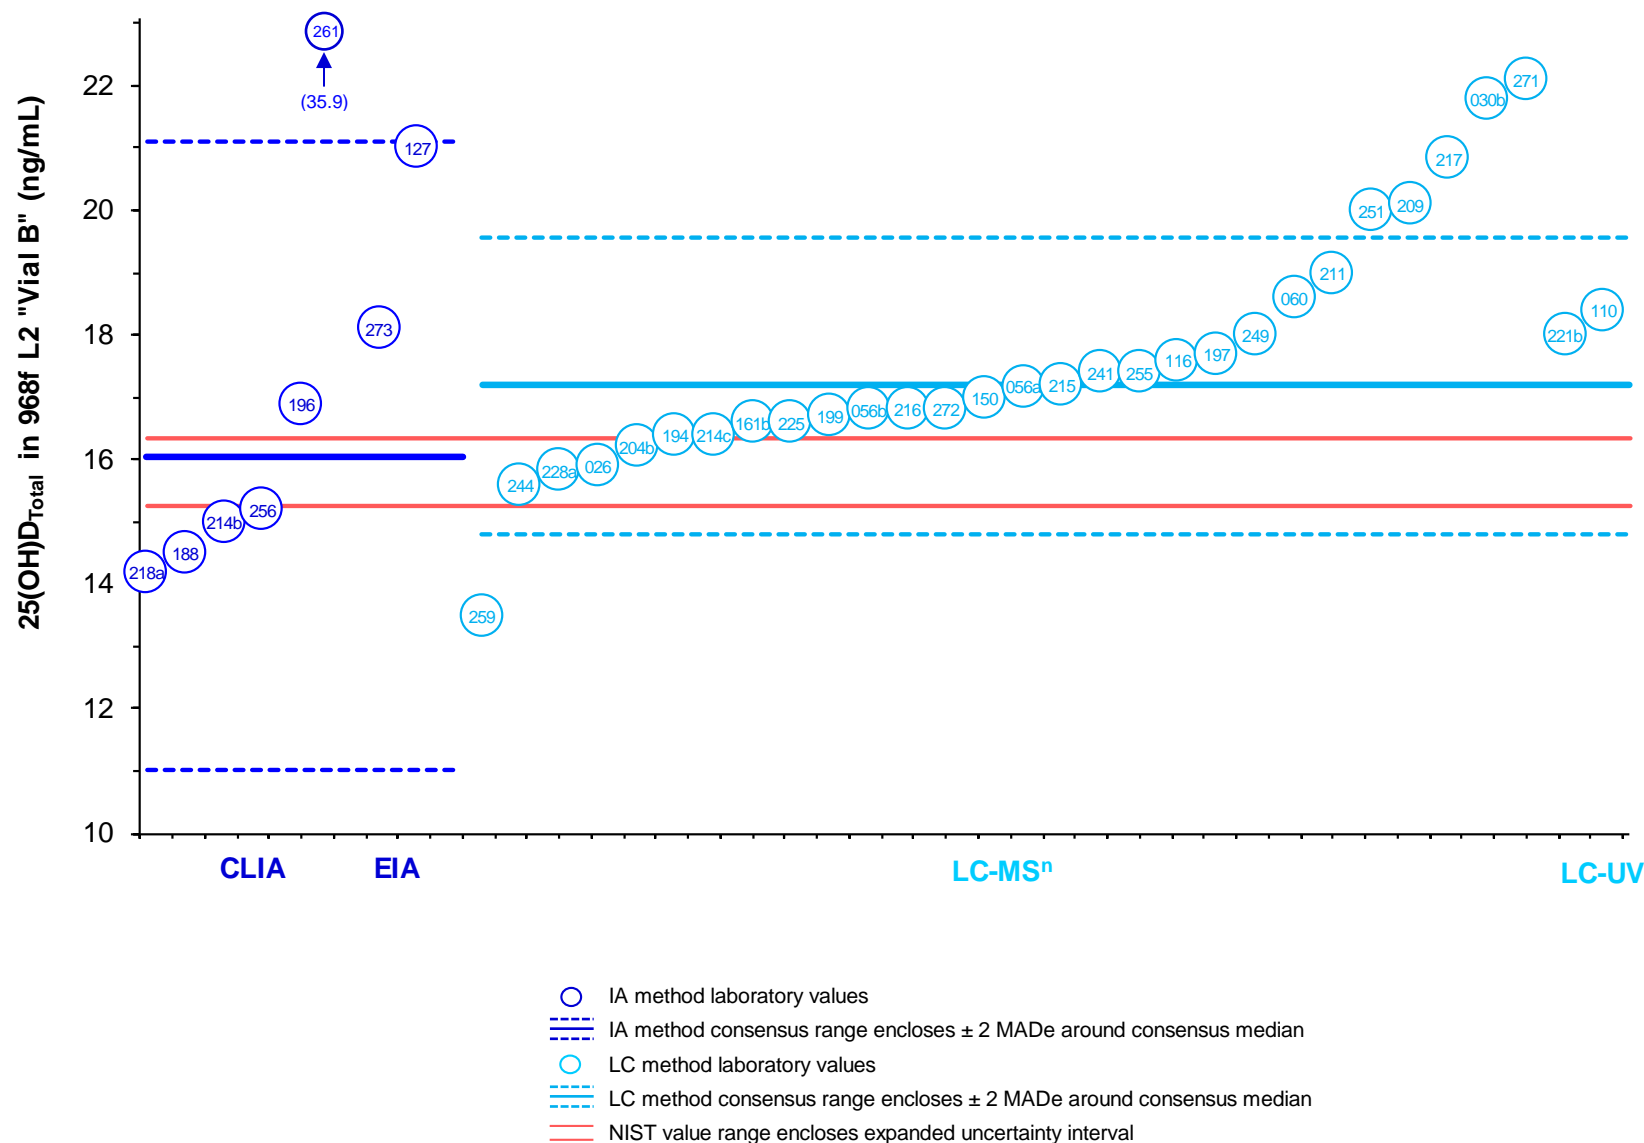 25(OH)D_Total in 968f L2 "Vial B" (ng/mL)
22
20
18
16
14
12
10
261
(35.9)
127
273
196
256
214b
188
218a
259
244
228a
026
204b
194
214c
161b
225
199
056b
216
272
150
056a
215
241
255
116
197
249
060
211
251
209
217
030b
271
221b
110
CLIA EIA LC-MSⁿ LC-UV
IA method laboratory values
IA method consensus range encloses ± 2 MADe around consensus median
LC method laboratory values
LC method consensus range encloses ± 2 MADe around consensus median
NIST value range encloses expanded uncertainty interval